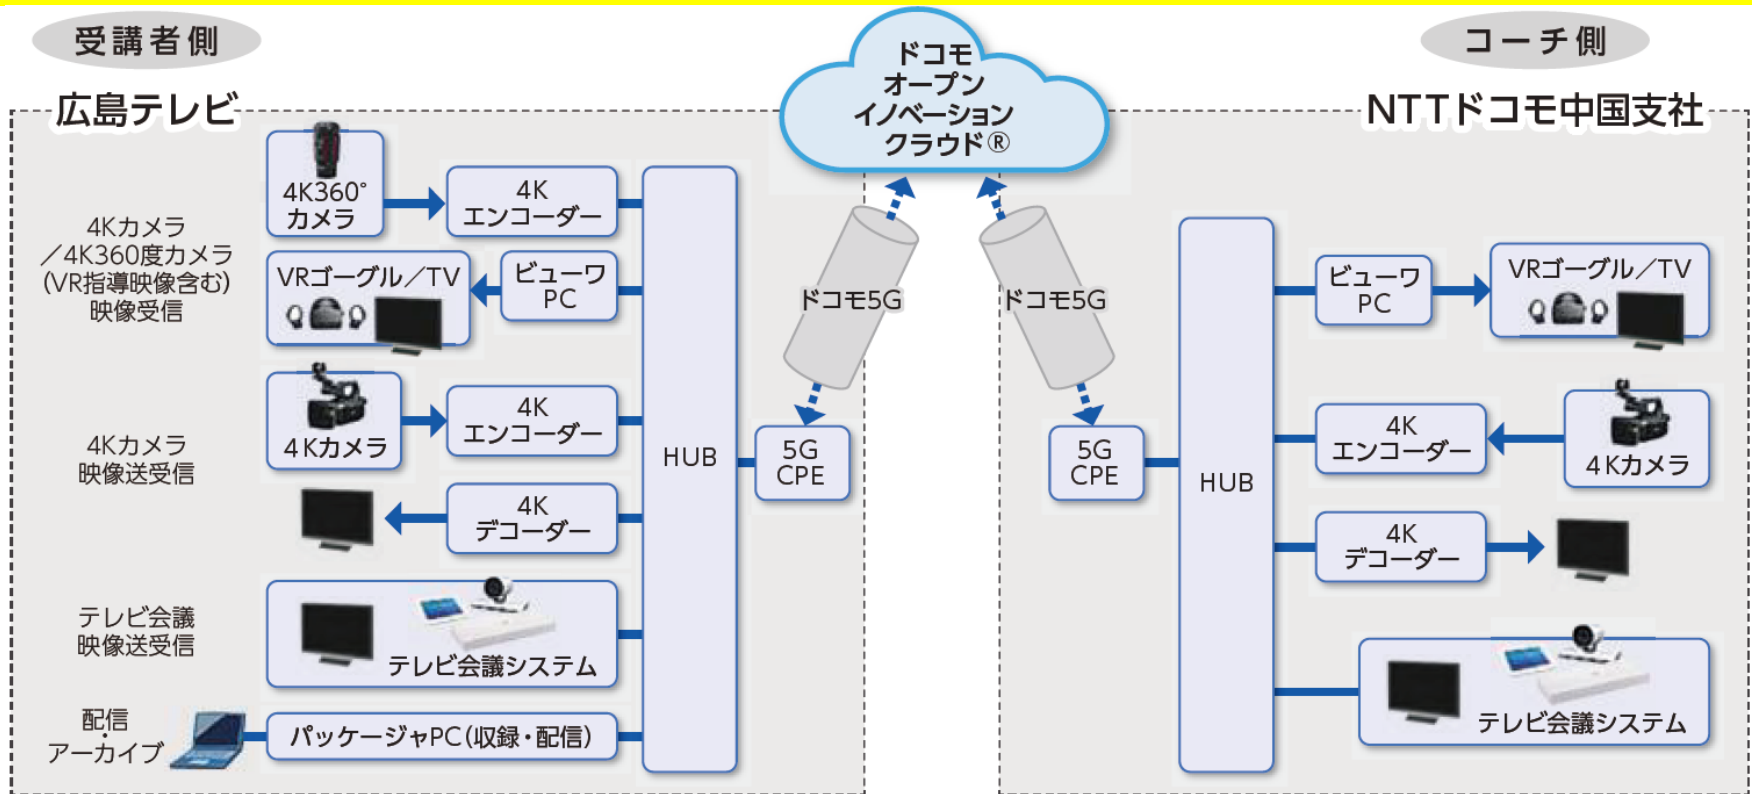 受講者側
広島テレビ
4Kカメラ
／4K360度カメラ
(VR指導映像含む)
映像受信
4K360°
カメラ
4K
エンコーダー
VRゴーグル／TV
ビューワ
PC
4Kカメラ
映像送受信
4Kカメラ
4K
エンコーダー
4K
デコーダー
テレビ会議
映像送受信
テレビ会議システム
配信
・
アーカイブ
パッケージャPC(収録・配信)
HUB
5G
CPE
ドコモ5G
ドコモ
オープン
イノベーション
クラウド®
ドコモ5G
5G
CPE
HUB
コーチ側
NTTドコモ中国支社
ビューワ
PC
VRゴーグル／TV
4K
エンコーダー
4Kカメラ
4K
デコーダー
テレビ会議システム